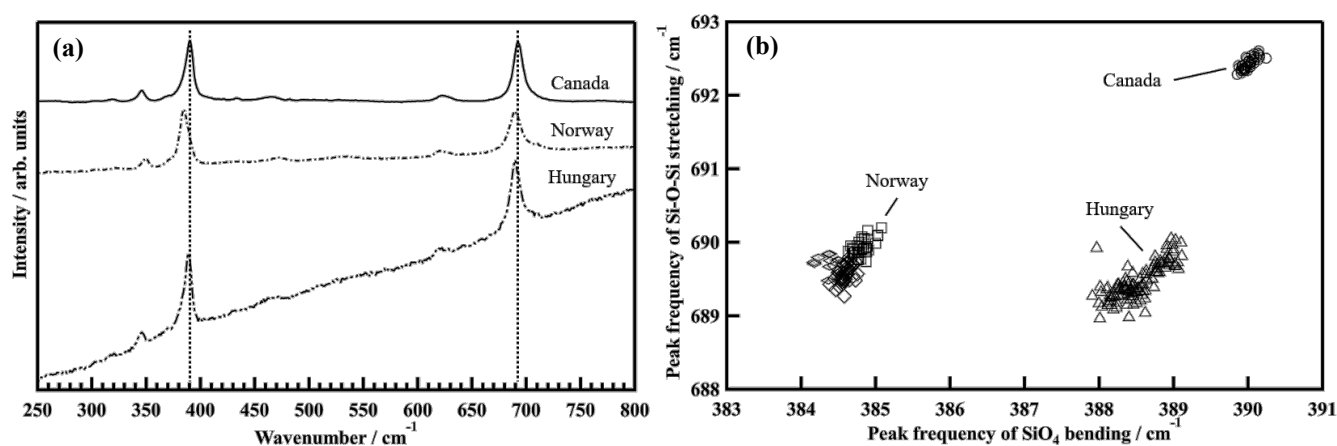 (a)
Canada
Norway
Hungary
Intensity / arb. units
250 300 350 400 450 500 550 600 650 700 750 800
Wavenumber / cm⁻¹
(b)
693
692
691
690
689
688
Canada
Norway
Hungary
Peak frequency of Si-O-Si stretching / cm⁻¹
383 384 385 386 387 388 389 390 391
Peak frequency of SiO₄ bending / cm⁻¹